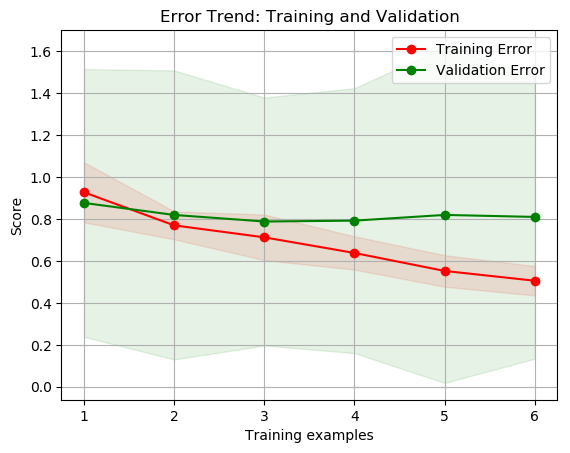 Error Trend: Training and Validation
Training Error
Validation Error
Score
1.6
1.4
1.2
1.0
0.8
0.6
0.4
0.2
0.0
1 2 3 4 5 6
Training examples